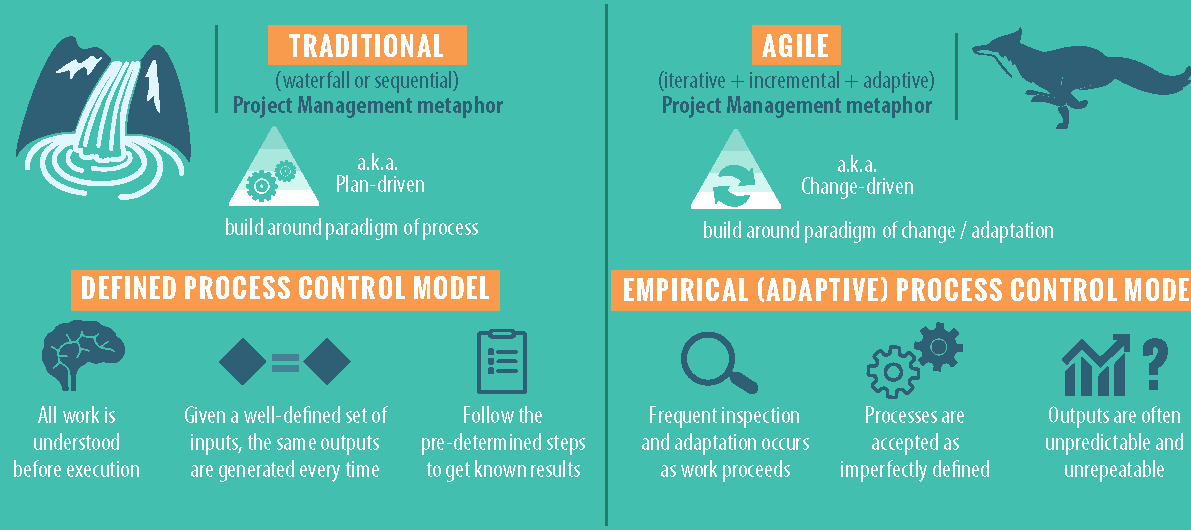 TRADITIONAL
(waterfall or sequential)
Project Management metaphor
a.k.a.
Plan-driven
build around paradigm of process
DEFINED PROCESS CONTROL MODEL
All work is
understood
before execution
Given a well-defined set of
inputs, the same outputs
are generated every time
Follow the
pre-determined steps
to get known results
AGILE
(iterative + incremental + adaptive)
Project Management metaphor
a.k.a.
Change-driven
build around paradigm of change / adaptation
EMPIRICAL (ADAPTIVE) PROCESS CONTROL MODE
Frequent inspection
and adaptation occurs
as work proceeds
Processes are
accepted as
imperfectly defined
?
Outputs are often
unpredictable and
unrepeatable